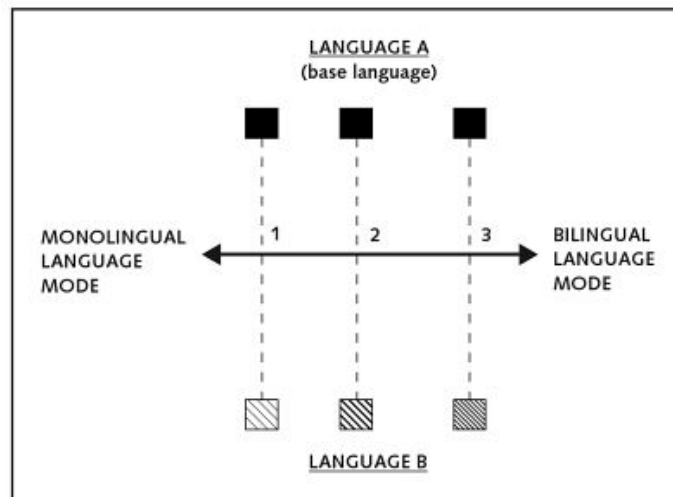 LANGUAGE A
(base language)
1
2
3
MONOLINGUAL
LANGUAGE
MODE
BILINGUAL
LANGUAGE
MODE
LANGUAGE B